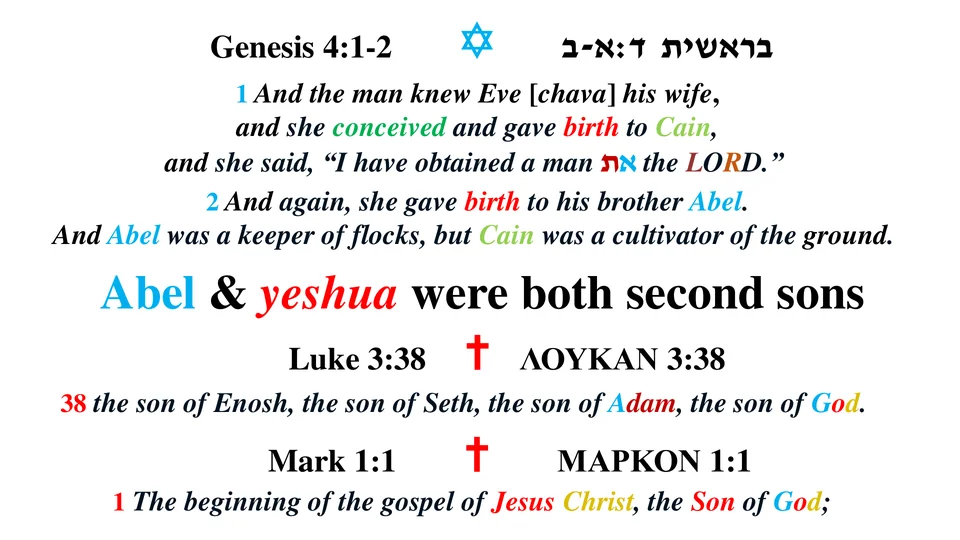 Genesis 4:1-2 ✡ בראשית ד:א-ב
1 And the man knew Eve [chava] his wife,
and she conceived and gave birth to Cain,
and she said, “I have obtained a man את the LORD.”
2 And again, she gave birth to his brother Abel.
And Abel was a keeper of flocks, but Cain was a cultivator of the ground.
Abel & yeshua were both second sons
Luke 3:38 ✝ ΛΟΥΚΑΝ 3:38
38 the son of Enosh, the son of Seth, the son of Adam, the son of God.
Mark 1:1 ✝ ΜΑΡΚΟΝ 1:1
1 The beginning of the gospel of Jesus Christ, the Son of God;